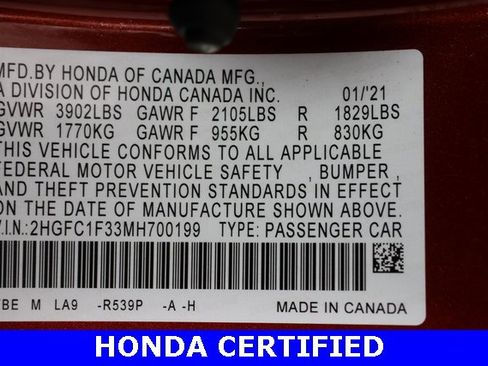 MFD.BY HONDA OF CANADA MFG.,
A DIVISION OF HONDA CANADA INC. 01/'21
GVWR 3902LBS GAWR F 2105LBS R 1829LBS
GVWR 1770KG GAWR F 955KG R 830KG
THIS VEHICLE CONFORMS TO ALL APPLICABLE
FEDERAL MOTOR VEHICLE SAFETY , BUMPER ,
AND THEFT PREVENTION STANDARDS IN EFFECT
ON THE DATE OF MANUFACTURE SHOWN ABOVE.
V.I.N.:2HGFC1F33MH700199 TYPE: PASSENGER CAR
M LA9 -R539P -A -H
MADE IN CANADA
HONDA CERTIFIED